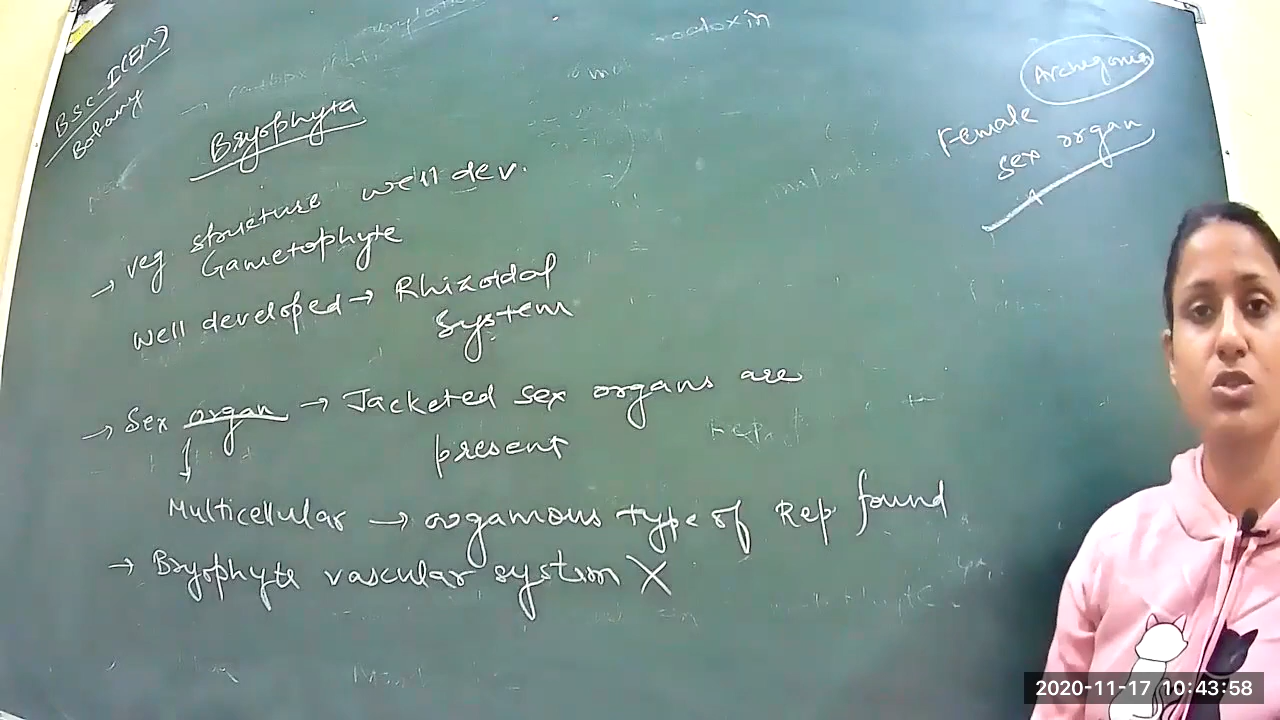 BSC-I(EM)
Botany
Bryophyta
→ veg structure well dev.
Gametophyte
well developed → Rhizoidal
System
→ Sex organ → Jacketed sex organs are
present
↓
Multicellular → oogamous type of Rep found
→ Bryophyte vascular system X
Archegonia
Female
sex organ
2020-11-17 10:43:58